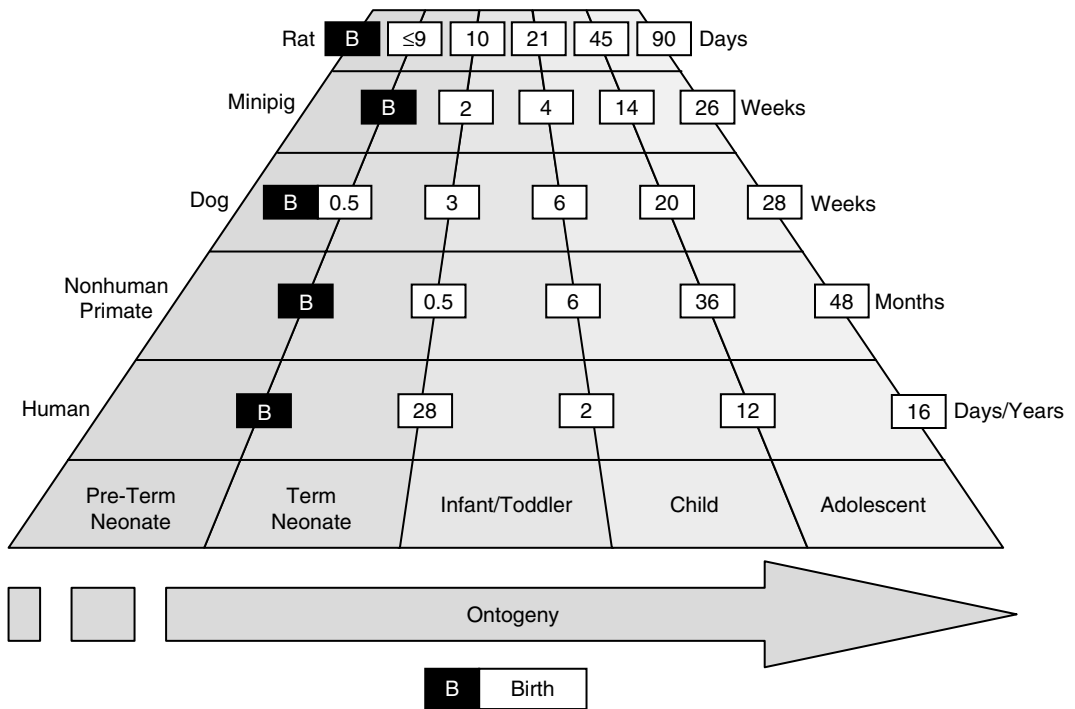 Rat B ≤9 10 21 45 90 Days
Minipig B 2 4 14 26 Weeks
Dog B 0.5 3 6 20 28 Weeks
Nonhuman
Primate B 0.5 6 36 48 Months
Human B 28 2 12 16 Days/Years
Pre-Term
Neonate
Term
Neonate
Infant/Toddler
Child
Adolescent
Ontogeny
B Birth